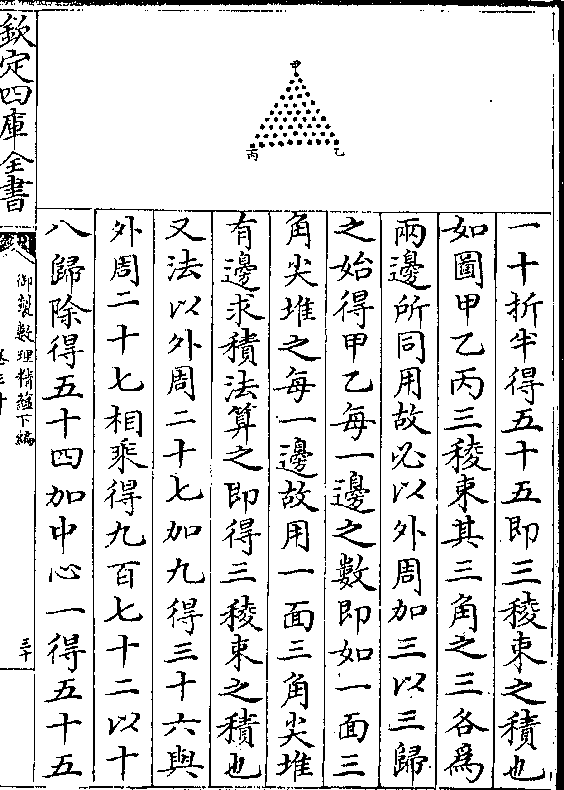 甲
乙
丙
一十折半得五十五即三稜束之積也
如圖甲乙丙三稜束其三角之三各為
兩邊所同用故必以外周加三以三歸
之始得甲乙每一邊之數即如一面三
角尖堆之每一邊故用一面三角尖堆
有邊求積法算之即得三稜束之積也
又法以外周二十七加九得三十六與
外周二十七相乘得九百七十二以十
八歸除得五十四加中心一得五十五
欽定四庫全書
御製數理精蘊下編
卷三十
三十